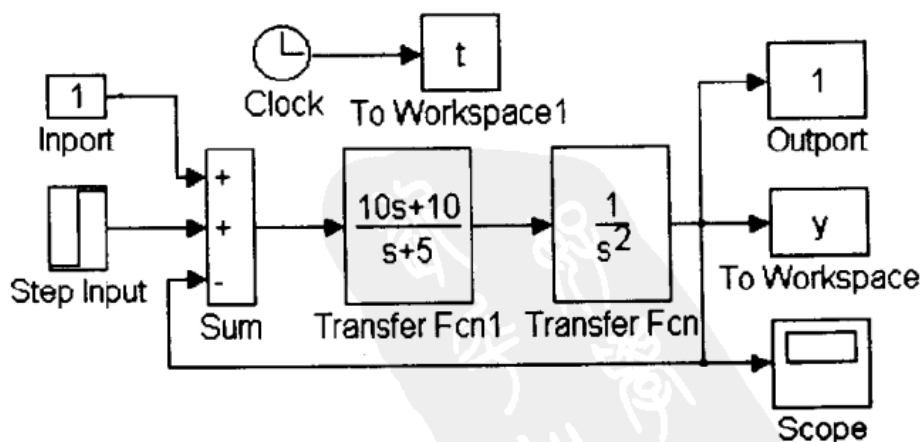 t
Clock
To Workspace1
1
Inport
1
Outport
+
+
-
Step Input
Sum
10s+10
s+5
Transfer Fcn1
1
s²
Transfer Fcn
y
To Workspace
Scope